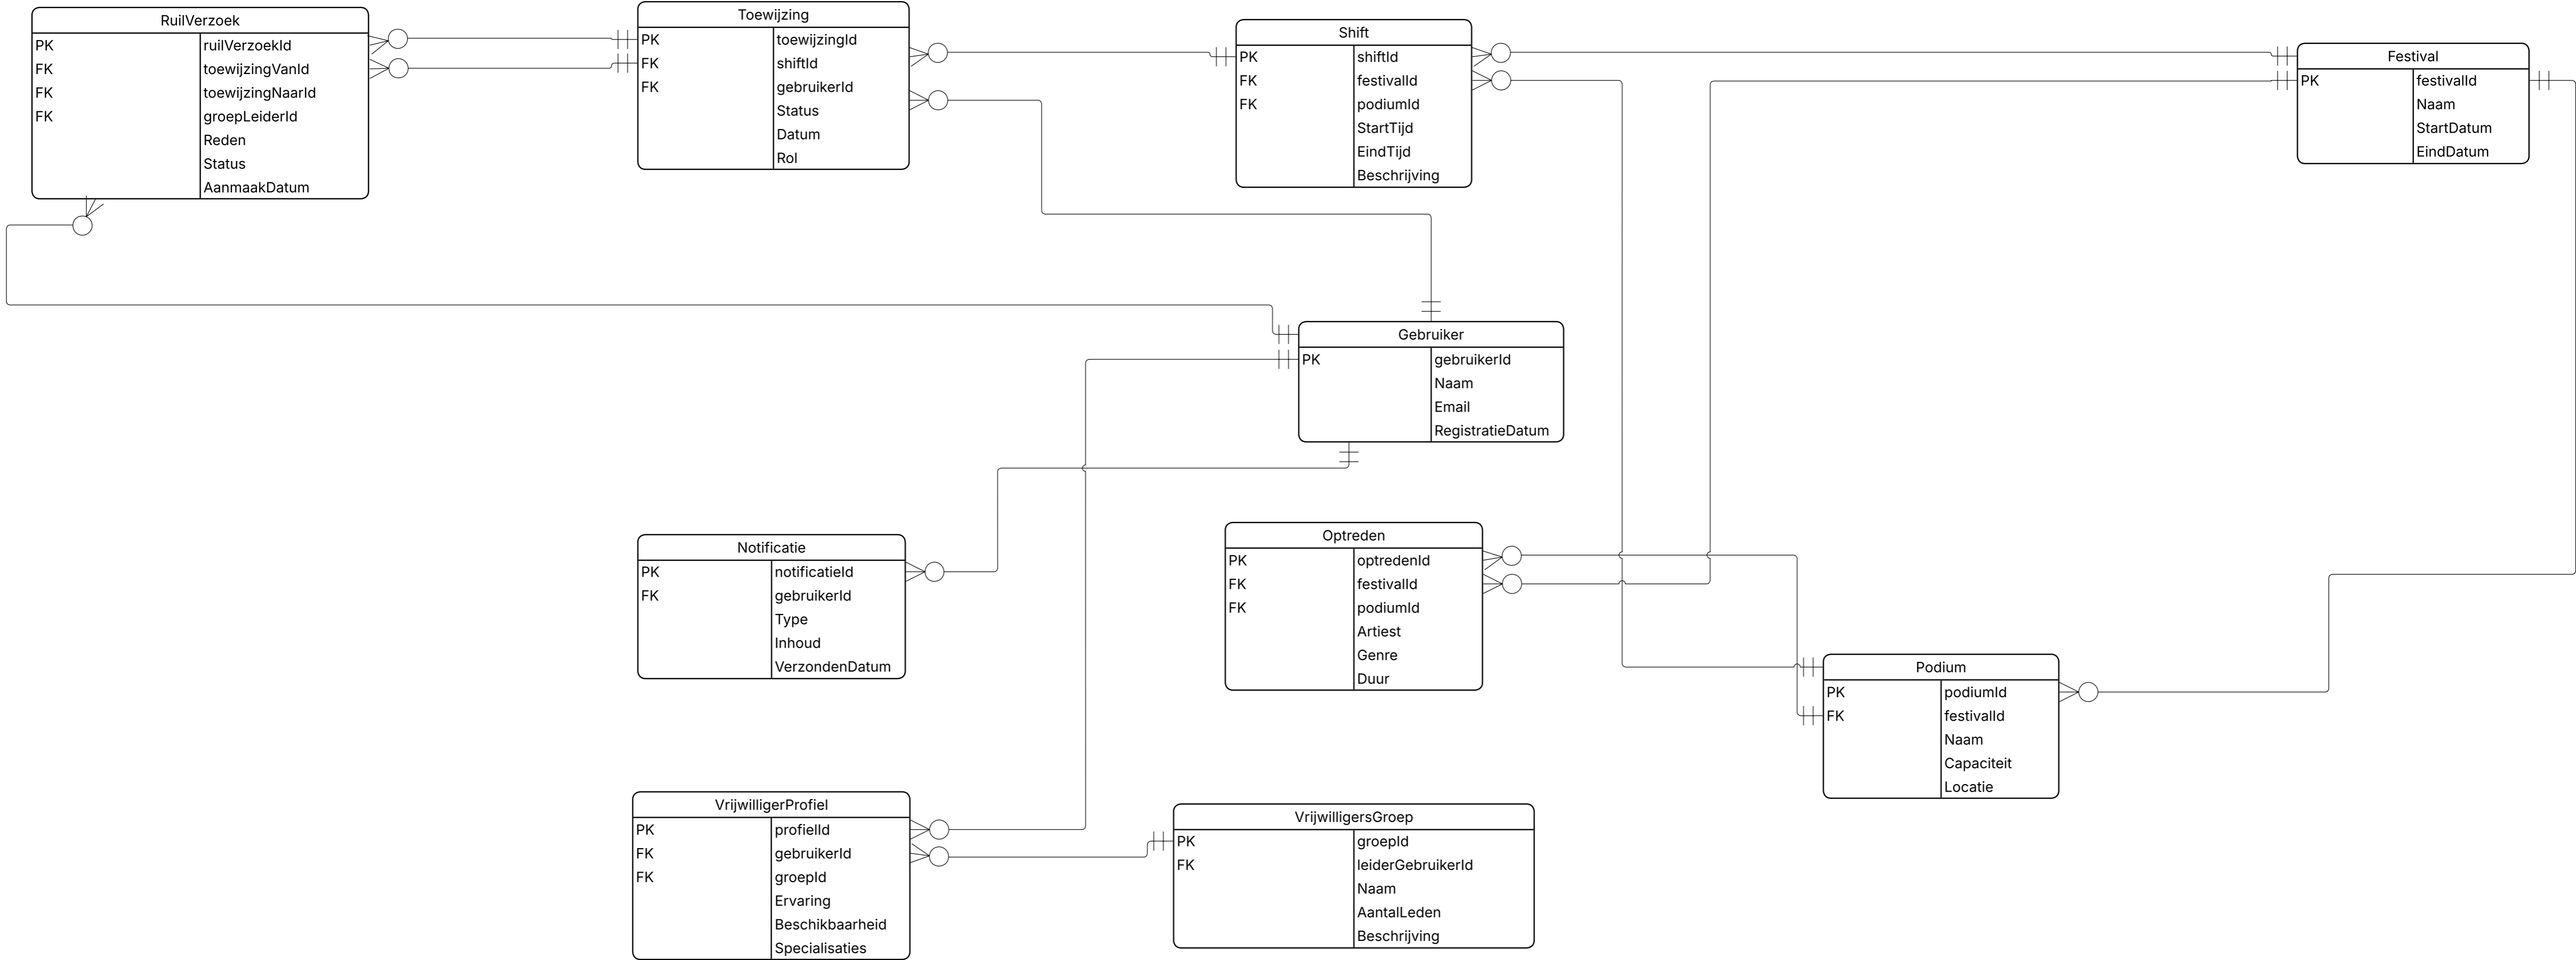 RuilVerzoek
PK ruilVerzoekId
FK toewijzingVanId
FK toewijzingNaarId
FK groepLeiderId
Reden
Status
AanmaakDatum
Toewijzing
PK toewijzingId
FK shiftId
FK gebruikerId
Status
Datum
Rol
Shift
PK shiftId
FK festivalId
FK podiumId
StartTijd
EindTijd
Beschrijving
Festival
PK festivalId
Naam
StartDatum
EindDatum
Gebruiker
PK gebruikerId
Naam
Email
RegistratieDatum
Notificatie
PK notificatieId
FK gebruikerId
Type
Inhoud
VerzondenDatum
Optreden
PK optredenId
FK festivalId
FK podiumId
Artiest
Genre
Duur
Podium
PK podiumId
FK festivalId
Naam
Capaciteit
Locatie
VrijwilligerProfiel
PK profielId
FK gebruikerId
FK groepId
Ervaring
Beschikbaarheid
Specialisaties
VrijwilligersGroep
PK groepId
FK leiderGebruikerId
Naam
AantalLeden
Beschrijving